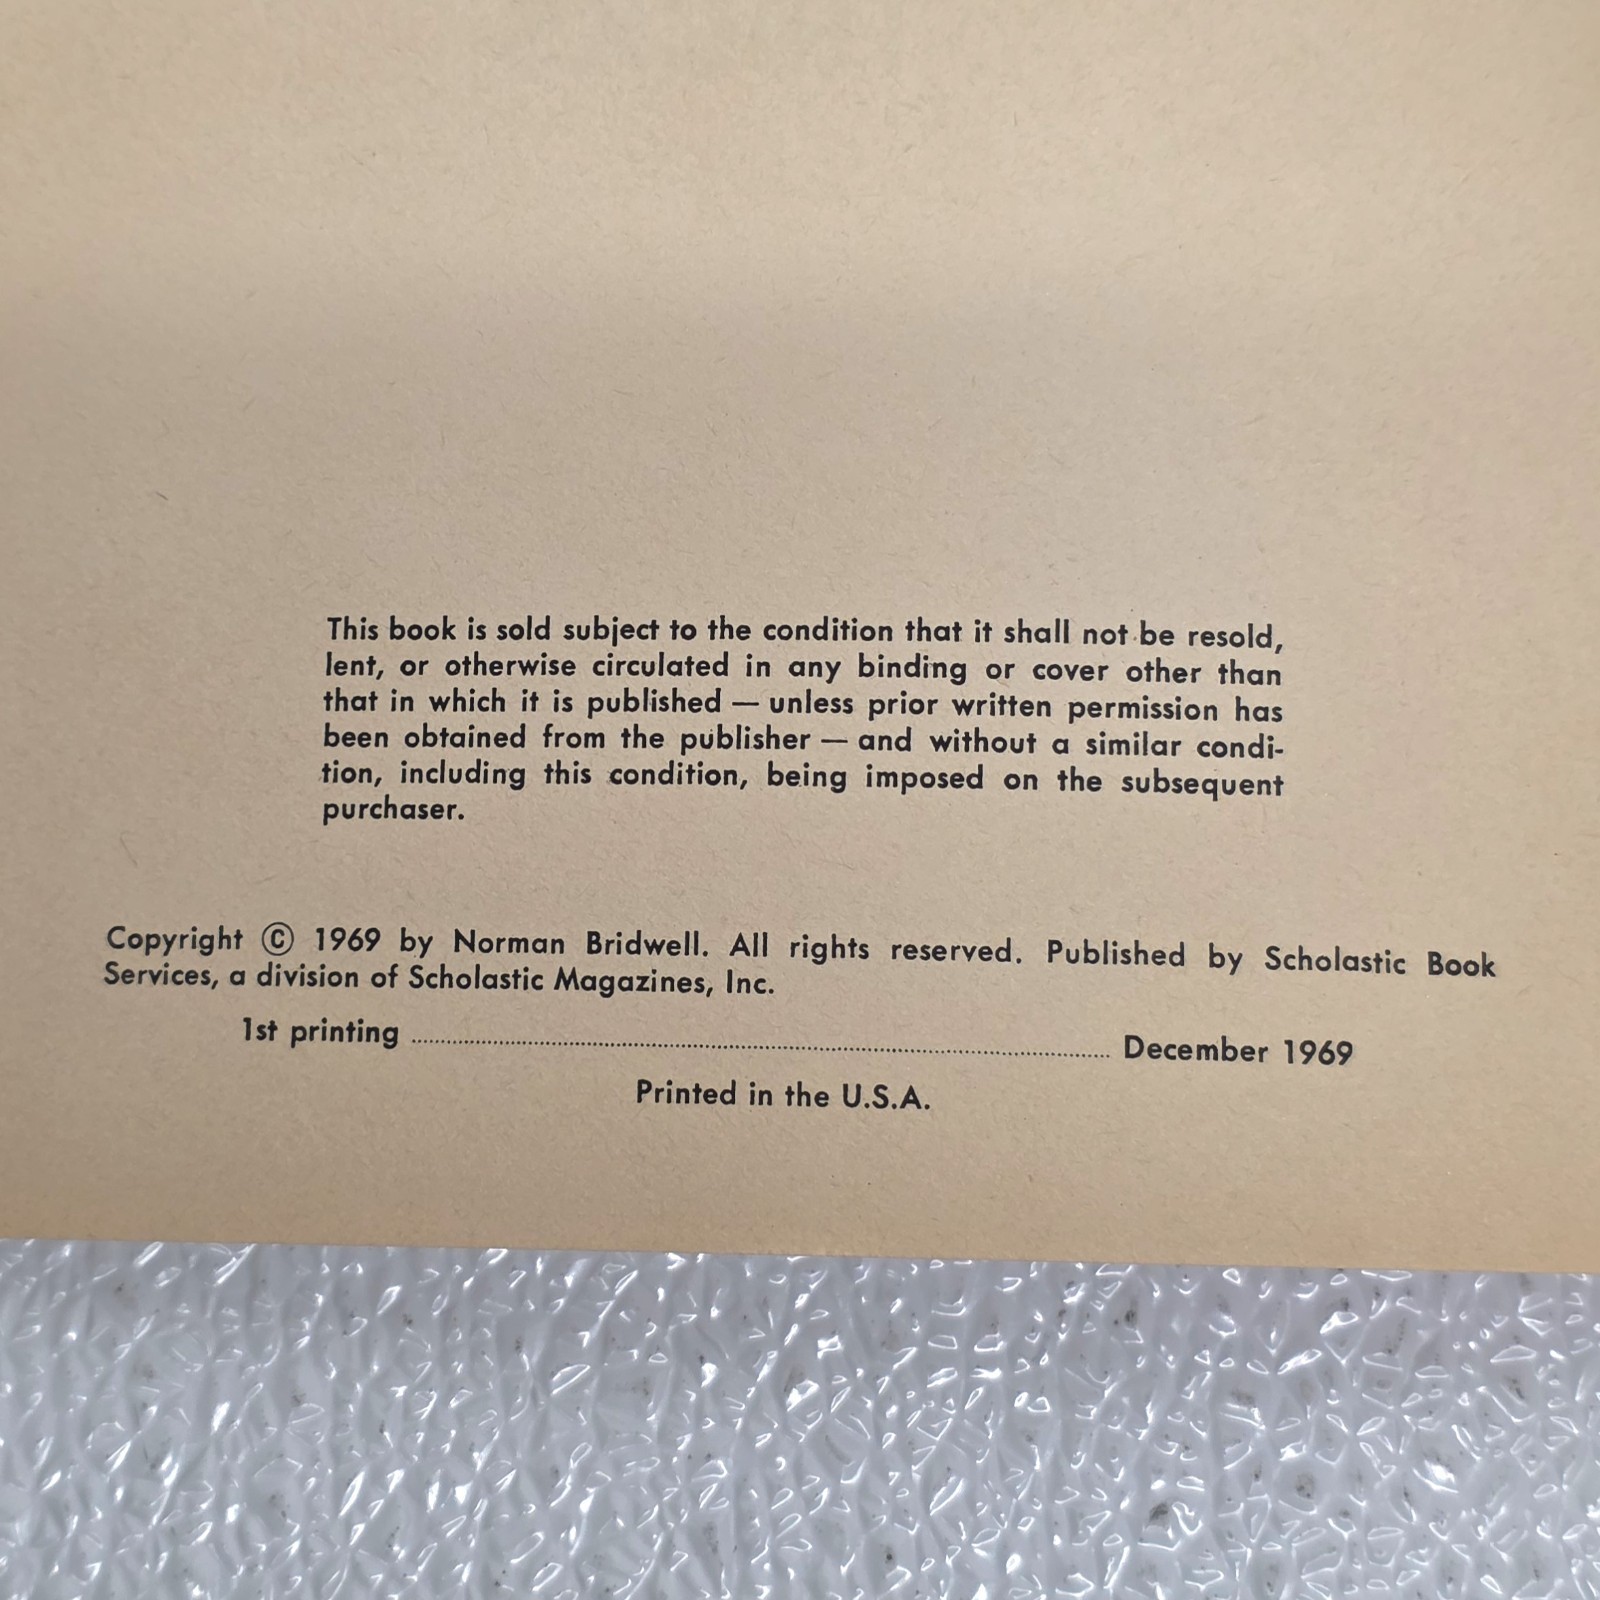 This book is sold subject to the condition that it shall not be resold,
lent, or otherwise circulated in any binding or cover other than
that in which it is published — unless prior written permission has
been obtained from the publisher — and without a similar condi-
tion, including this condition, being imposed on the subsequent
purchaser.
Copyright © 1969 by Norman Bridwell. All rights reserved. Published by Scholastic Book
Services, a division of Scholastic Magazines, Inc.
1st printing ........................................ December 1969
Printed in the U.S.A.